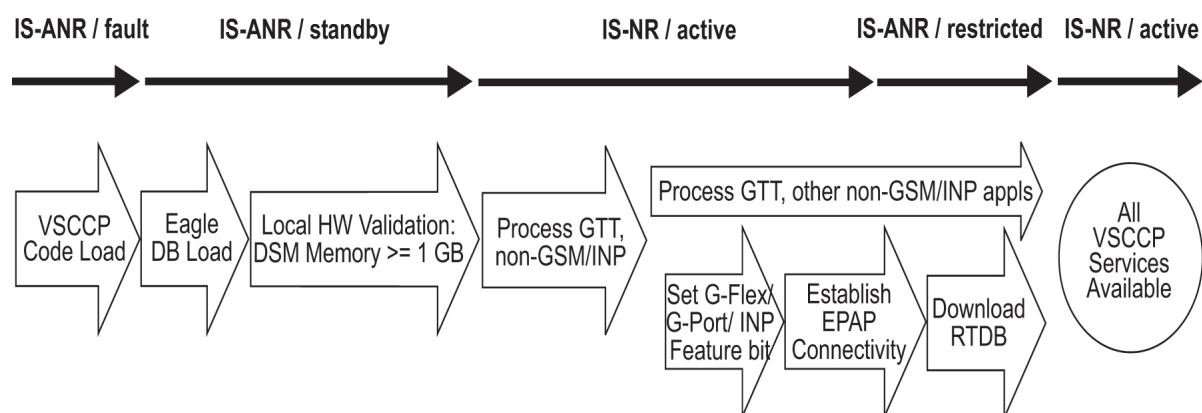 IS-ANR / fault
IS-ANR / standby
IS-NR / active
IS-ANR / restricted
IS-NR / active
VSCCP
Code Load
Eagle
DB Load
Local HW Validation:
DSM Memory >= 1 GB
Process GTT,
non-GSM/INP
Process GTT, other non-GSM/INP appls
Set G-Flex/
G-Port/ INP
Feature bit
Establish
EPAP
Connectivity
Download
RTDB
All
VSCCP
Services
Available